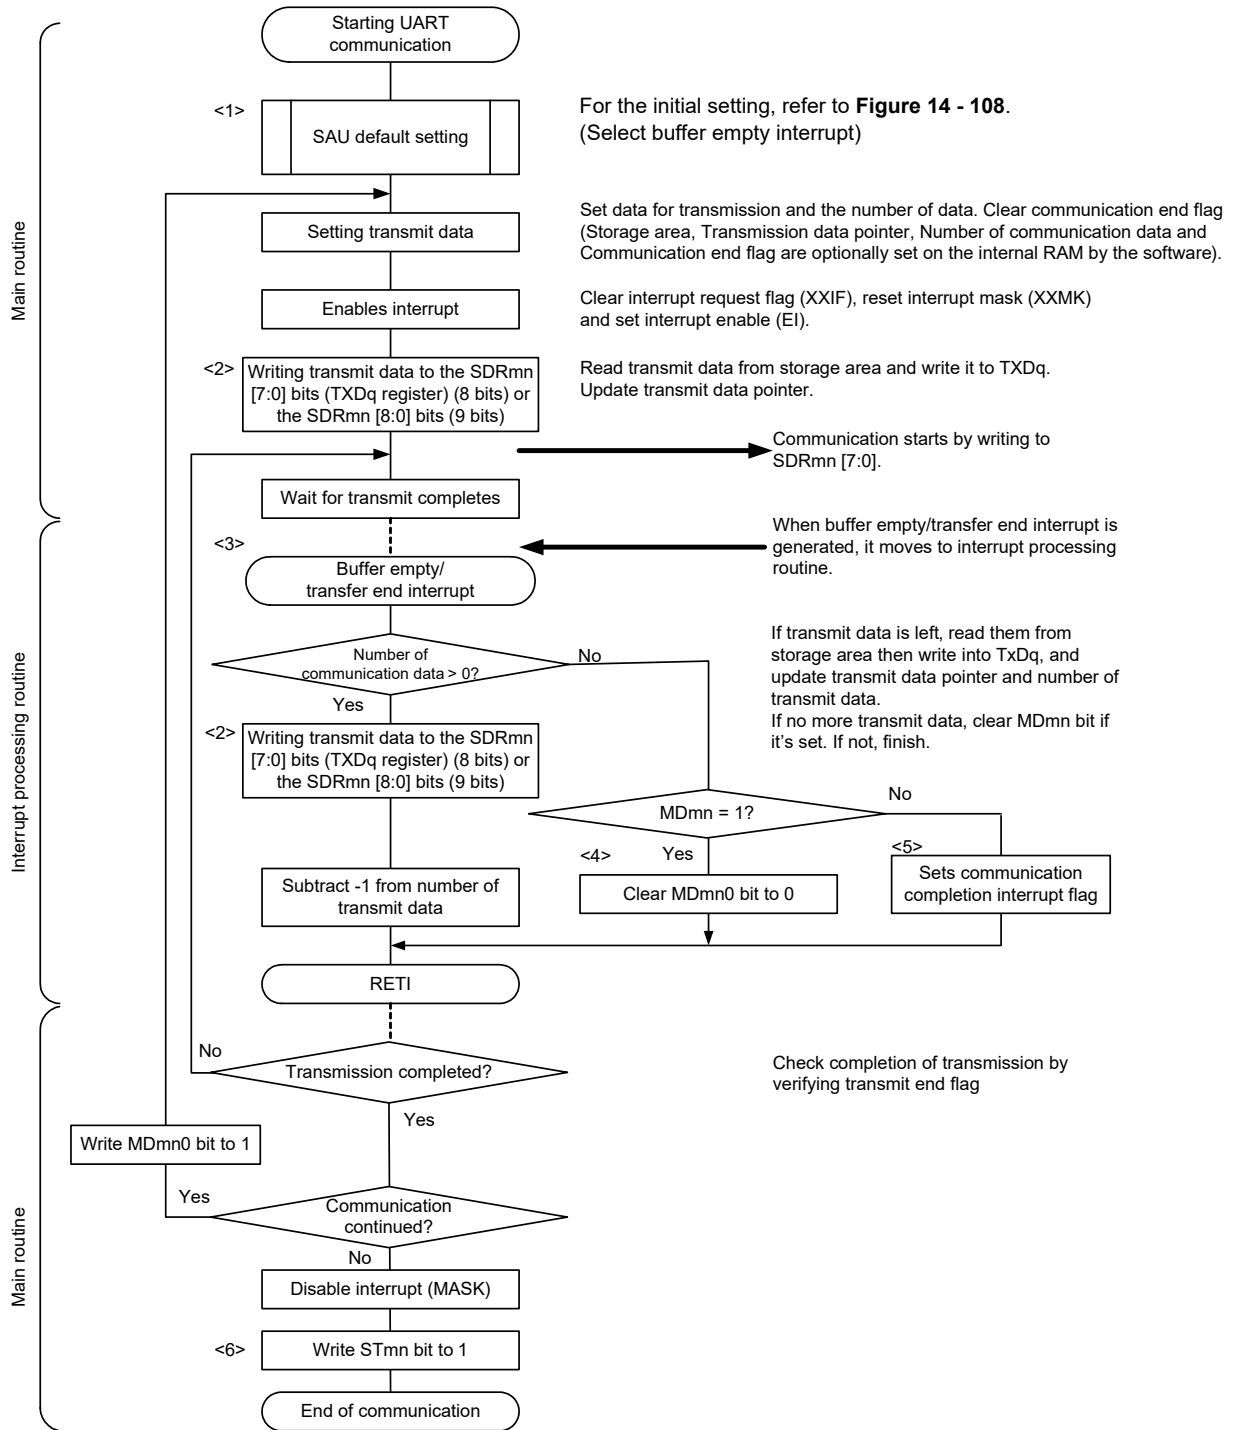 Starting UART
communication
<1>
SAU default setting
For the initial setting, refer to Figure 14 - 108.
(Select buffer empty interrupt)
Main routine
Setting transmit data
Set data for transmission and the number of data. Clear communication end flag
(Storage area, Transmission data pointer, Number of communication data and
Communication end flag are optionally set on the internal RAM by the software).
Enables interrupt
Clear interrupt request flag (XXIF), reset interrupt mask (XXMK)
and set interrupt enable (EI).
<2>
Writing transmit data to the SDRmn
[7:0] bits (TXDq register) (8 bits) or
the SDRmn [8:0] bits (9 bits)
Read transmit data from storage area and write it to TXDq.
Update transmit data pointer.
Communication starts by writing to
SDRmn [7:0].
Wait for transmit completes
<3>
When buffer empty/transfer end interrupt is
generated, it moves to interrupt processing
routine.
Buffer empty/
transfer end interrupt
Interrupt processing routine
Number of
communication data > 0?
No
Yes
If transmit data is left, read them from
storage area then write into TxDq, and
update transmit data pointer and number of
transmit data.
If no more transmit data, clear MDmn bit if
it's set. If not, finish.
<2>
Writing transmit data to the SDRmn
[7:0] bits (TXDq register) (8 bits) or
the SDRmn [8:0] bits (9 bits)
MDmn = 1?
No
<4>
Yes
<5>
Subtract -1 from number of
transmit data
Clear MDmn0 bit to 0
Sets communication
completion interrupt flag
RETI
No
Transmission completed?
Check completion of transmission by
verifying transmit end flag
Yes
Write MDmn0 bit to 1
Yes
Communication
continued?
No
Main routine
Disable interrupt (MASK)
<6>
Write STmn bit to 1
End of communication